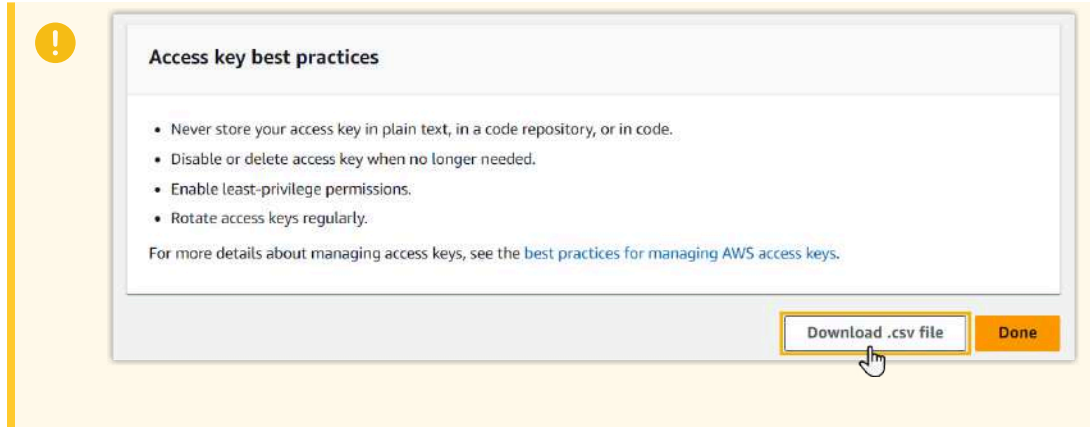 Access key best practices
• Never store your access key in plain text, in a code repository, or in code.
• Disable or delete access key when no longer needed.
• Enable least-privilege permissions.
• Rotate access keys regularly.
For more details about managing access keys, see the best practices for managing AWS access keys.
Download .csv file
Done